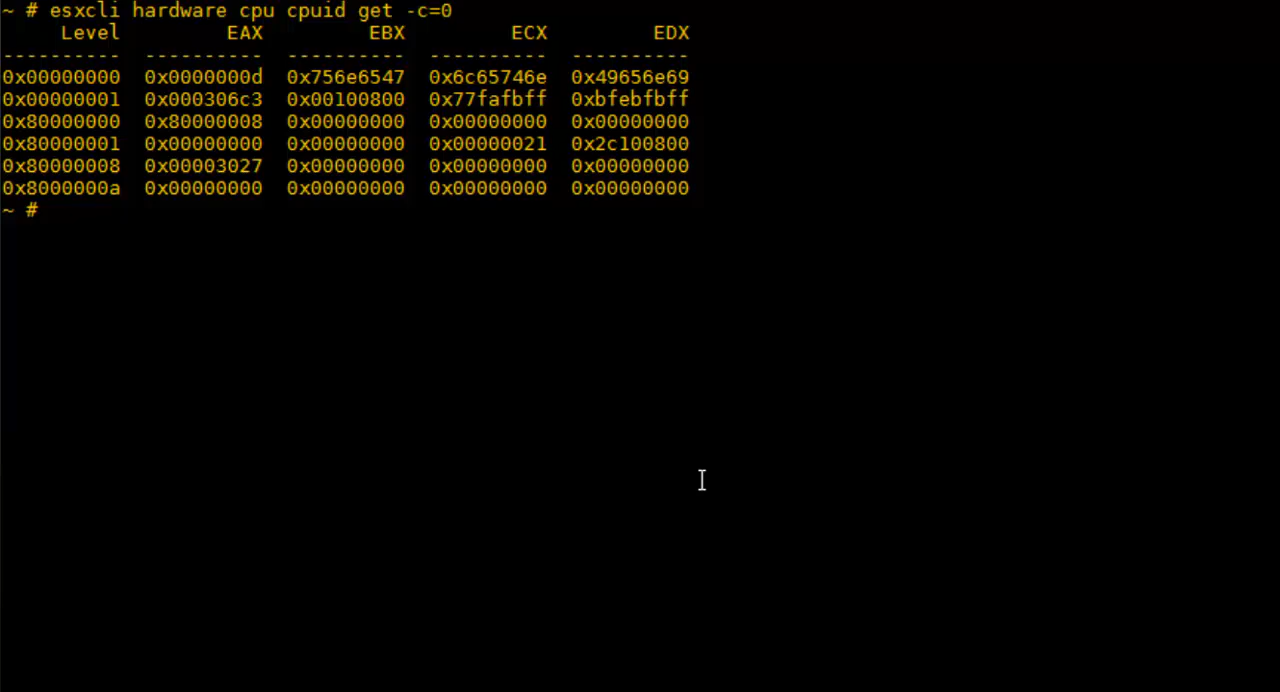 ~ # esxcli hardware cpu cpuid get -c=0
     Level         EAX         EBX         ECX         EDX
----------  ----------  ----------  ----------  ----------
0x00000000  0x0000000d  0x756e6547  0x6c65746e  0x49656e69
0x00000001  0x000306c3  0x00100800  0x77fafbff  0xbfebfbff
0x80000000  0x80000008  0x00000000  0x00000000  0x00000000
0x80000001  0x00000000  0x00000000  0x00000021  0x2c100800
0x80000008  0x00003027  0x00000000  0x00000000  0x00000000
0x8000000a  0x00000000  0x00000000  0x00000000  0x00000000
~ #